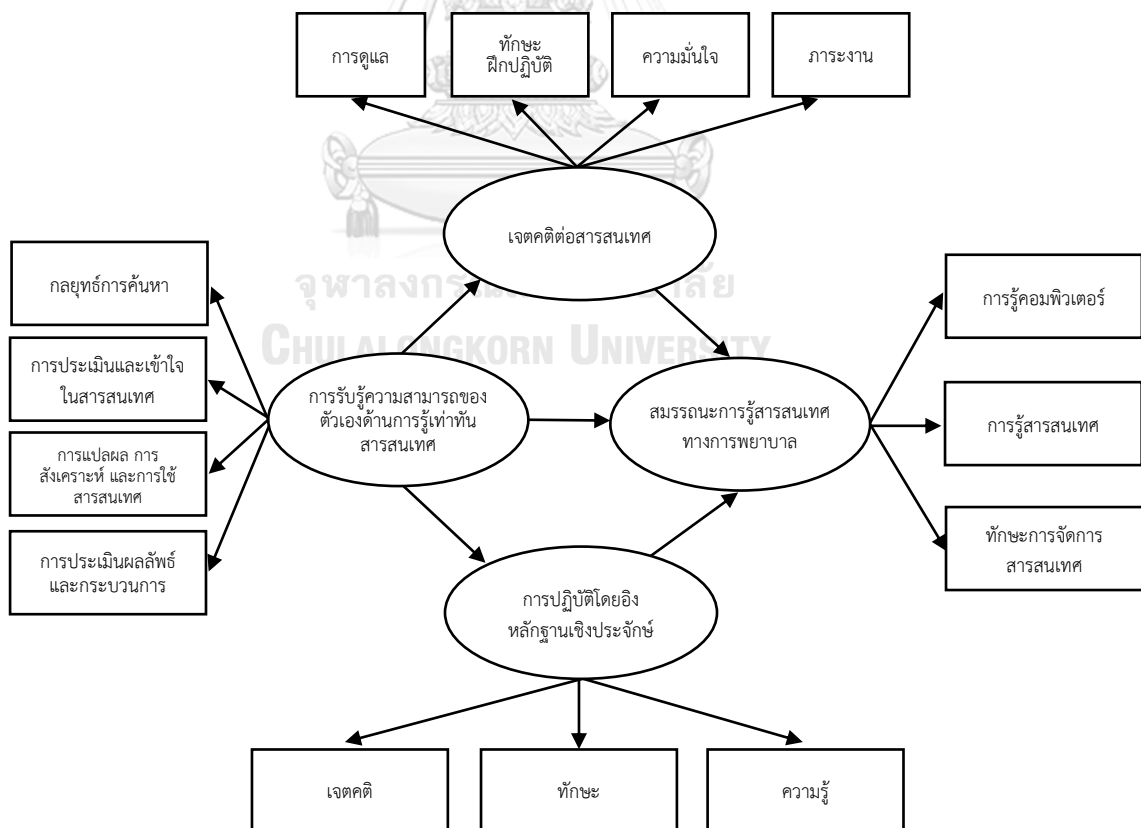 การดูแล
ทักษะ
ฝึกปฏิบัติ
ความมั่นใจ
ภาระงาน
เจตคติต่อสารสนเทศ
กลยุทธ์การค้นหา
การประเมินและเข้าใจ
ในสารสนเทศ
การแปลผล การ
สังเคราะห์ และการใช้
สารสนเทศ
การประเมินผลลัพธ์
และกระบวนการ
การรับรู้ความสามารถของ
ตัวเองด้านการรู้เท่าทัน
สารสนเทศ
สมรรถนะการรู้สารสนเทศ
ทางการพยาบาล
การรู้คอมพิวเตอร์
การรู้สารสนเทศ
ทักษะการจัดการ
สารสนเทศ
CHULALONGKORN UNIVERSITY
การปฏิบัติโดยอิง
หลักฐานเชิงประจักษ์
เจตคติ
ทักษะ
ความรู้